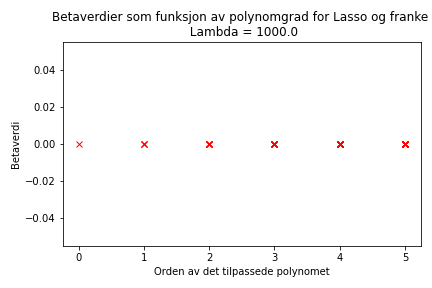 Betaverdier som funksjon av polynomgrad for Lasso og franke
Lambda = 1000.0
0.04
0.02
0.00
−0.02
−0.04
Betaverdi
0 1 2 3 4 5
Orden av det tilpassede polynomet